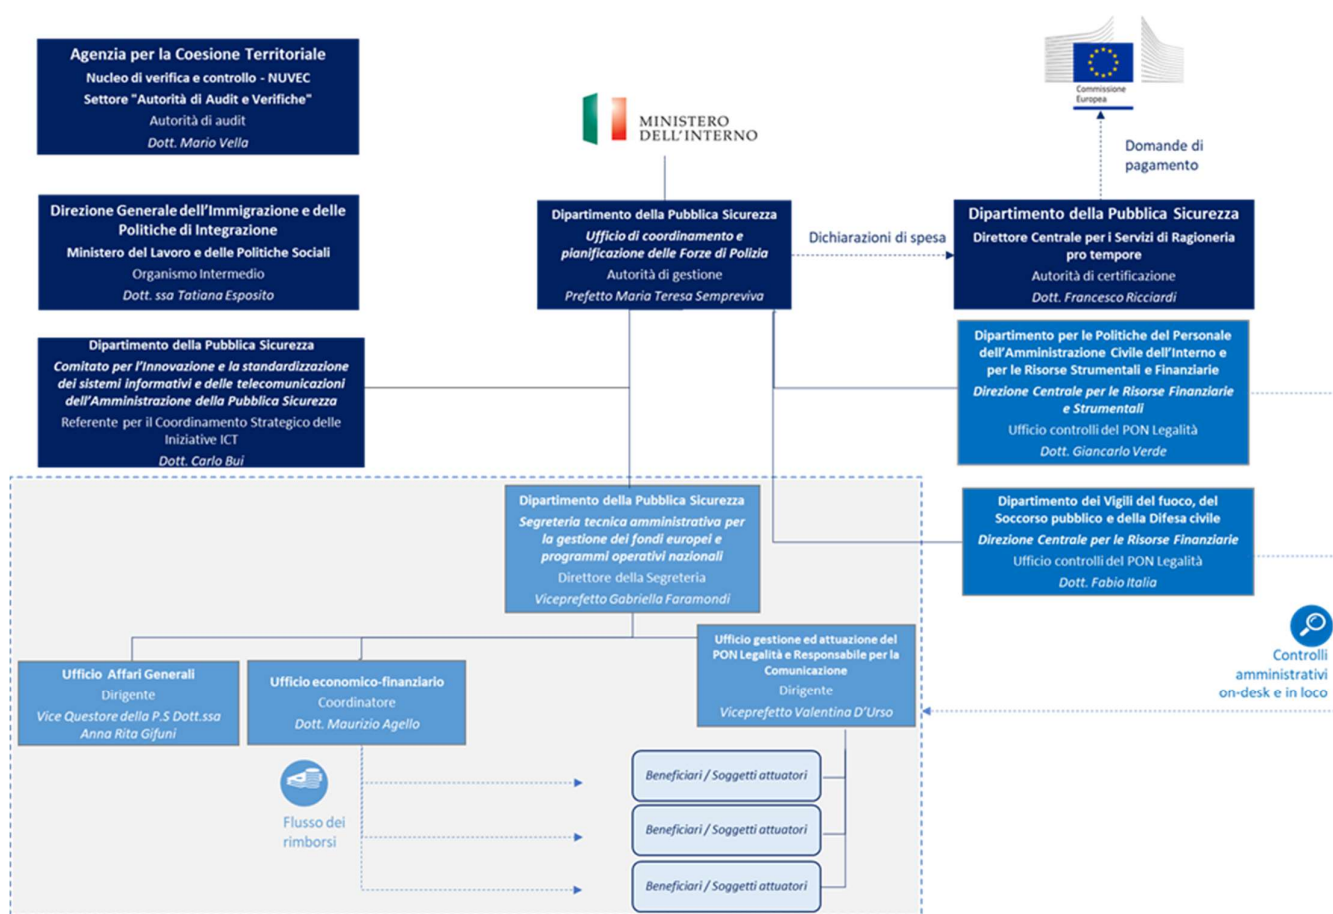 Agenzia per la Coesione Territoriale
Nucleo di verifica e controllo - NUVEC
Settore "Autorità di Audit e Verifiche"
Autorità di audit
Dott. Mario Vella
MINISTERO
DELL'INTERNO
Commissione
Europea
Domande di
pagamento
Direzione Generale dell'Immigrazione e delle
Politiche di Integrazione
Ministero del Lavoro e delle Politiche Sociali
Organismo Intermedio
Dott. ssa Tatiana Esposito
Dipartimento della Pubblica Sicurezza
Ufficio di coordinamento e
pianificazione delle Forze di Polizia
Autorità di gestione
Prefetto Maria Teresa Sempreviva
Dichiarazioni di spesa
Dipartimento della Pubblica Sicurezza
Direttore Centrale per i Servizi di Ragioneria
pro tempore
Autorità di certificazione
Dott. Francesco Ricciardi
Dipartimento della Pubblica Sicurezza
Comitato per l'Innovazione e la standardizzazione
dei sistemi informativi e delle telecomunicazioni
dell'Amministrazione della Pubblica Sicurezza
Referente per il Coordinamento Strategico delle
Iniziative ICT
Dott. Carlo Bui
Dipartimento per le Politiche del Personale
dell'Amministrazione Civile dell'Interno e
per le Risorse Strumentali e Finanziarie
Direzione Centrale per le Risorse Finanziarie
e Strumentali
Ufficio controlli del PON Legalità
Dott. Giancarlo Verde
Dipartimento della Pubblica Sicurezza
Segreteria tecnica amministrativa per
la gestione dei fondi europei e
programmi operativi nazionali
Direttore della Segreteria
Viceprefetto Gabriella Faramondi
Dipartimento dei Vigili del fuoco, del
Soccorso pubblico e della Difesa civile
Direzione Centrale per le Risorse Finanziarie
Ufficio controlli del PON Legalità
Dott. Fabio Italia
Controlli
amministrativi
on-desk e in loco
Ufficio Affari Generali
Dirigente
Vice Questore della P.S Dott.ssa
Anna Rita Gifuni
Ufficio economico-finanziario
Coordinatore
Dott. Maurizio Agello
Ufficio gestione ed attuazione del
PON Legalità e Responsabile per la
Comunicazione
Dirigente
Viceprefetto Valentina D'Urso
Flusso dei
rimborsi
Beneficiari / Soggetti attuatori
Beneficiari / Soggetti attuatori
Beneficiari / Soggetti attuatori